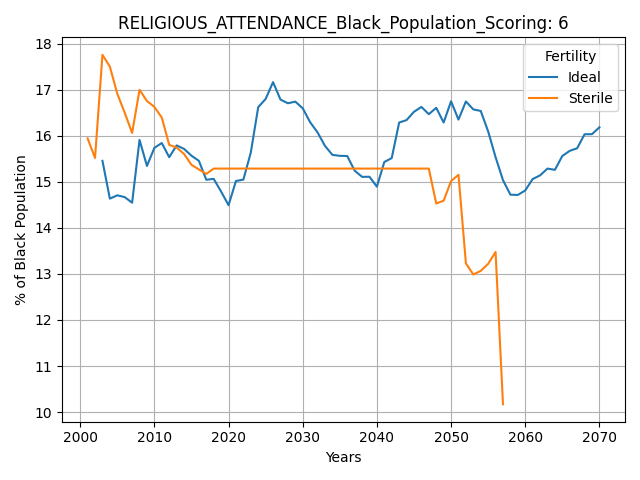 RELIGIOUS_ATTENDANCE_Black_Population_Scoring: 6
Fertility
Ideal
Sterile
% of Black Population
18
17
16
15
14
13
12
11
10
2000 2010 2020 2030 2040 2050 2060 2070
Years